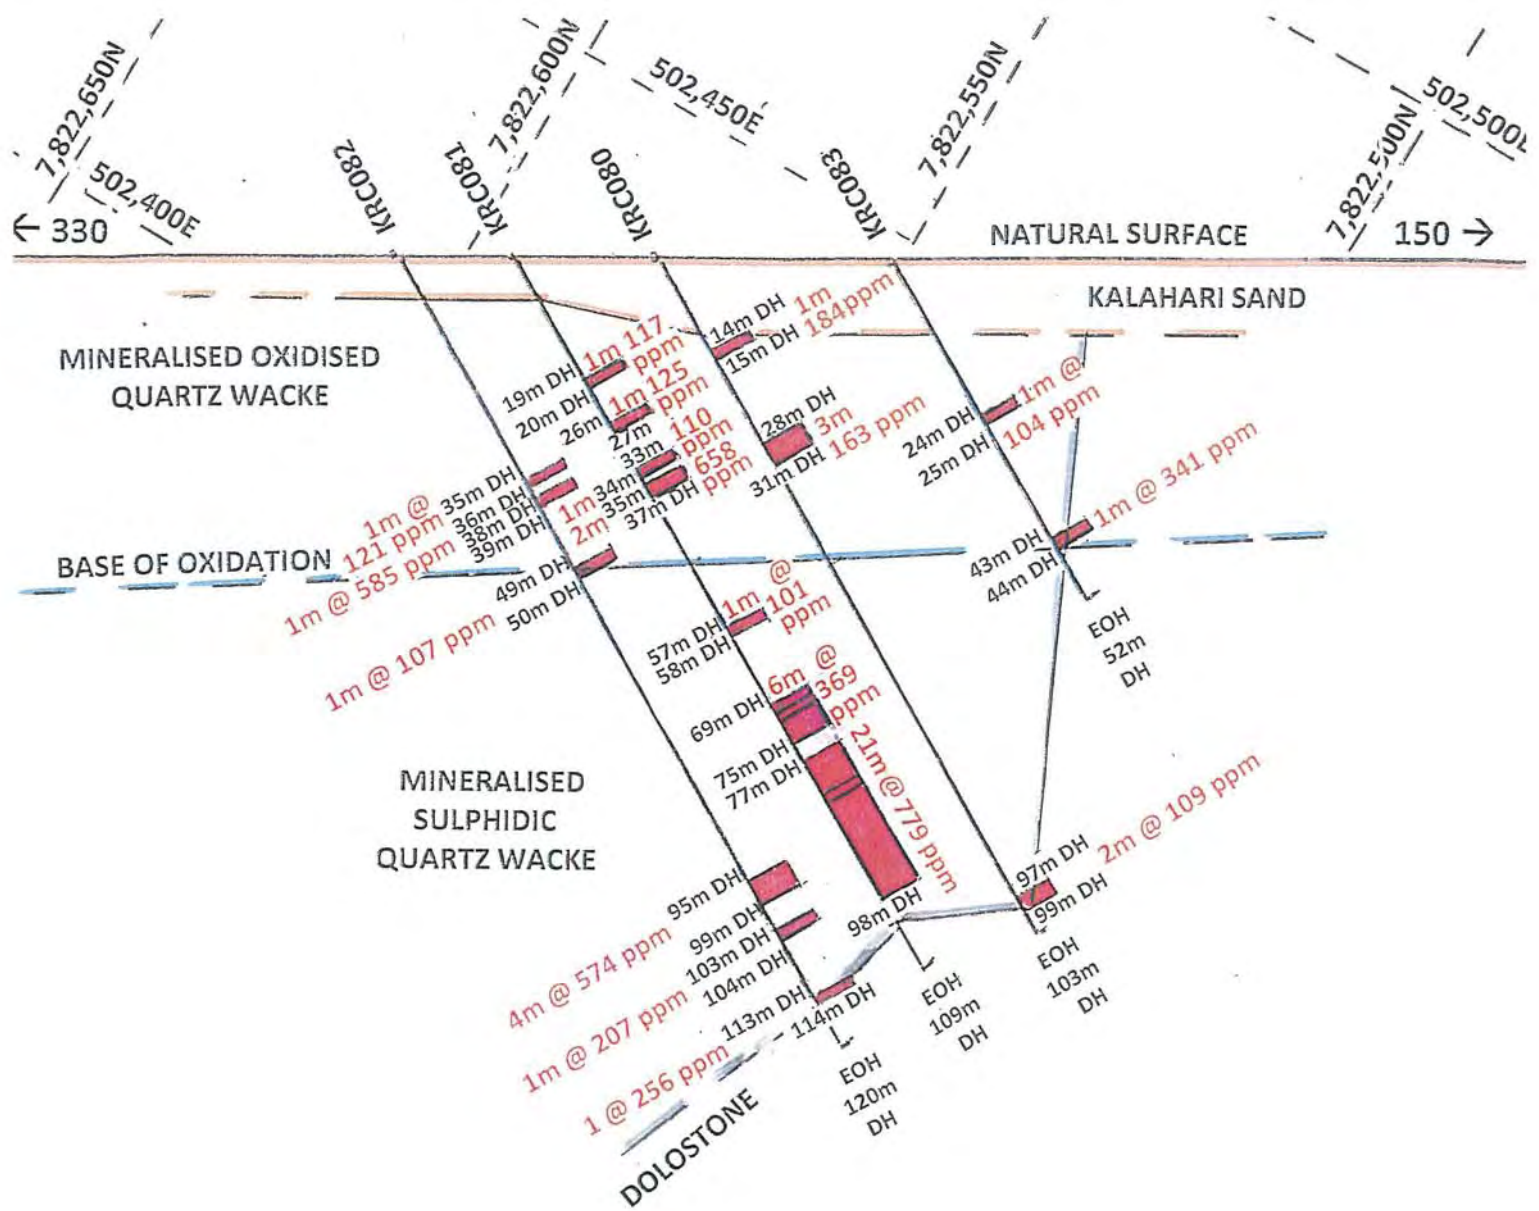 7,822,650N
7,822,600N
502,450E
7,822,550N
502,500E
7,822,500N
502,400E
KRC082
KRC081
KRC080
KRC083
← 330
NATURAL SURFACE
150 →
KALAHARI SAND
MINERALISED OXIDISED
QUARTZ WACKE
14m DH
15m DH
1m
184ppm
19m DH
20m DH
1m 117
ppm
26m
27m
1m 125
ppm
28m DH
31m DH
3m
163 ppm
24m DH
25m DH
1m @
104 ppm
33m
34m
110
ppm
1m
35m
37m DH
658
ppm
2m
35m DH
36m DH
38m DH
39m DH
1m @
121 ppm
1m @ 585 ppm
43m DH
44m DH
1m @ 341 ppm
BASE OF OXIDATION
49m DH
50m DH
1m @ 107 ppm
EOH
52m
DH
57m DH
58m DH
1m @
101
ppm
69m DH
75m DH
6m @
369
ppm
77m DH
98m DH
21m @ 779 ppm
MINERALISED
SULPHIDIC
QUARTZ WACKE
95m DH
99m DH
4m @ 574 ppm
103m DH
104m DH
1m @ 207 ppm
113m DH
114m DH
1 @ 256 ppm
97m DH
99m DH
2m @ 109 ppm
EOH
103m
DH
EOH
109m
DH
EOH
120m
DH
DOLOSTONE